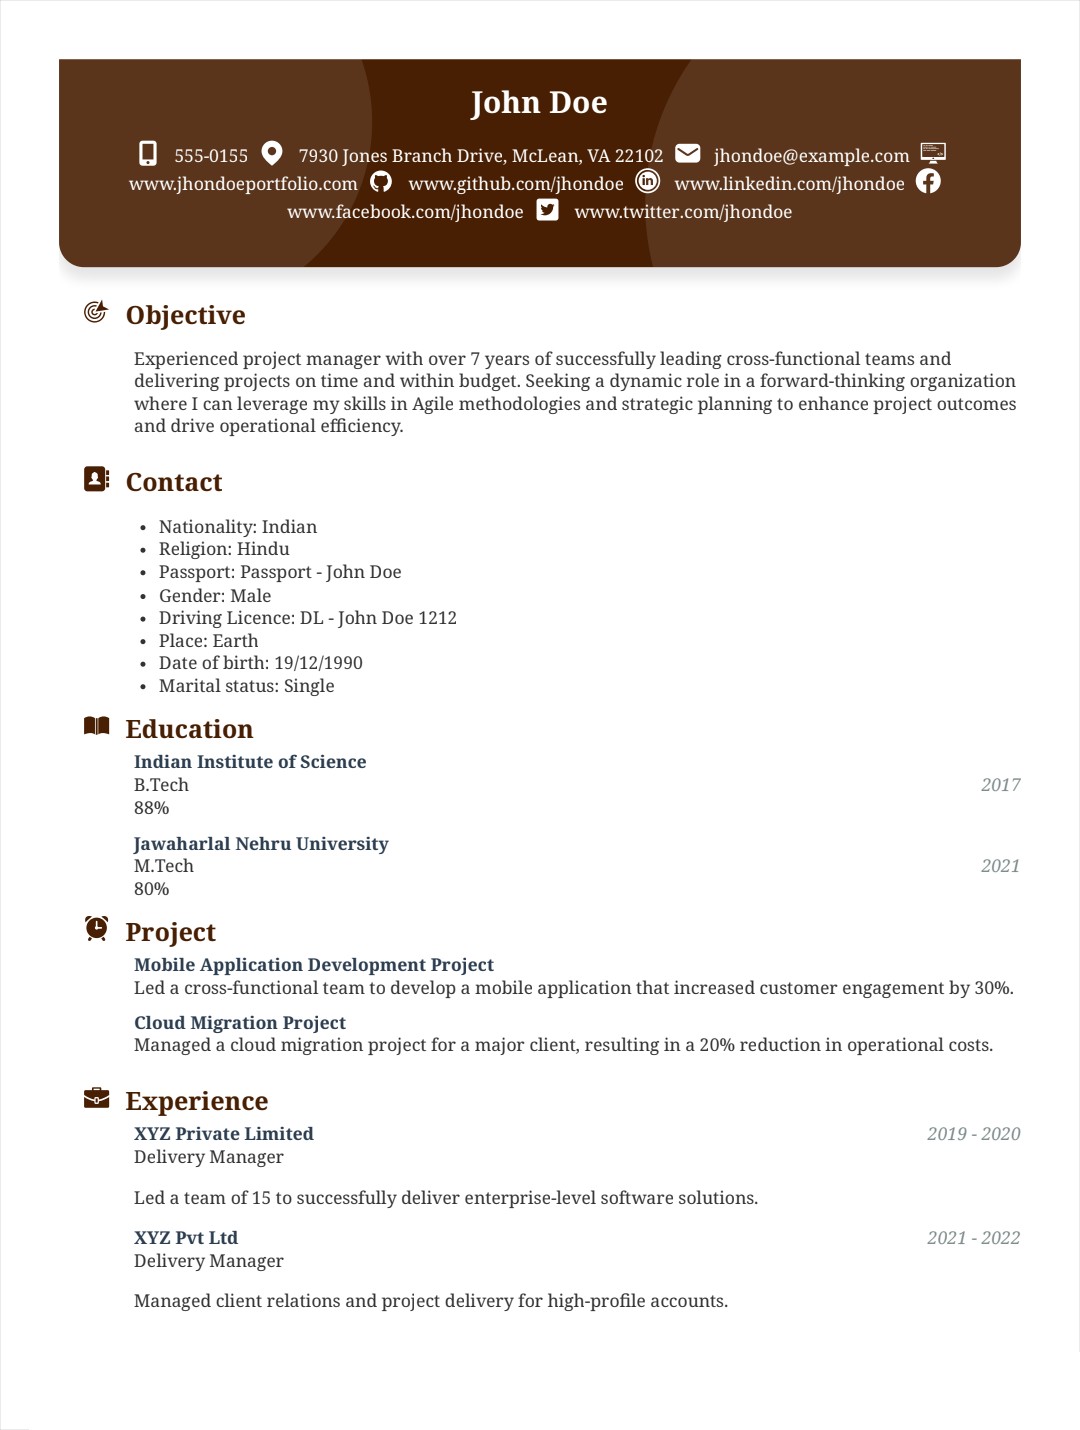 John Doe
555-0155 7930 Jones Branch Drive, McLean, VA 22102 jhondoe@example.com
www.jhondoeportfolio.com www.github.com/jhondoe www.linkedin.com/jhondoe
www.facebook.com/jhondoe www.twitter.com/jhondoe
Objective
Experienced project manager with over 7 years of successfully leading cross-functional teams and
delivering projects on time and within budget. Seeking a dynamic role in a forward-thinking organization
where I can leverage my skills in Agile methodologies and strategic planning to enhance project outcomes
and drive operational efficiency.
Contact
• Nationality: Indian
• Religion: Hindu
• Passport: Passport - John Doe
• Gender: Male
• Driving Licence: DL - John Doe 1212
• Place: Earth
• Date of birth: 19/12/1990
• Marital status: Single
Education
Indian Institute of Science
B.Tech 2017
88%
Jawaharlal Nehru University
M.Tech 2021
80%
Project
Mobile Application Development Project
Led a cross-functional team to develop a mobile application that increased customer engagement by 30%.
Cloud Migration Project
Managed a cloud migration project for a major client, resulting in a 20% reduction in operational costs.
Experience
XYZ Private Limited 2019 - 2020
Delivery Manager
Led a team of 15 to successfully deliver enterprise-level software solutions.
XYZ Pvt Ltd 2021 - 2022
Delivery Manager
Managed client relations and project delivery for high-profile accounts.